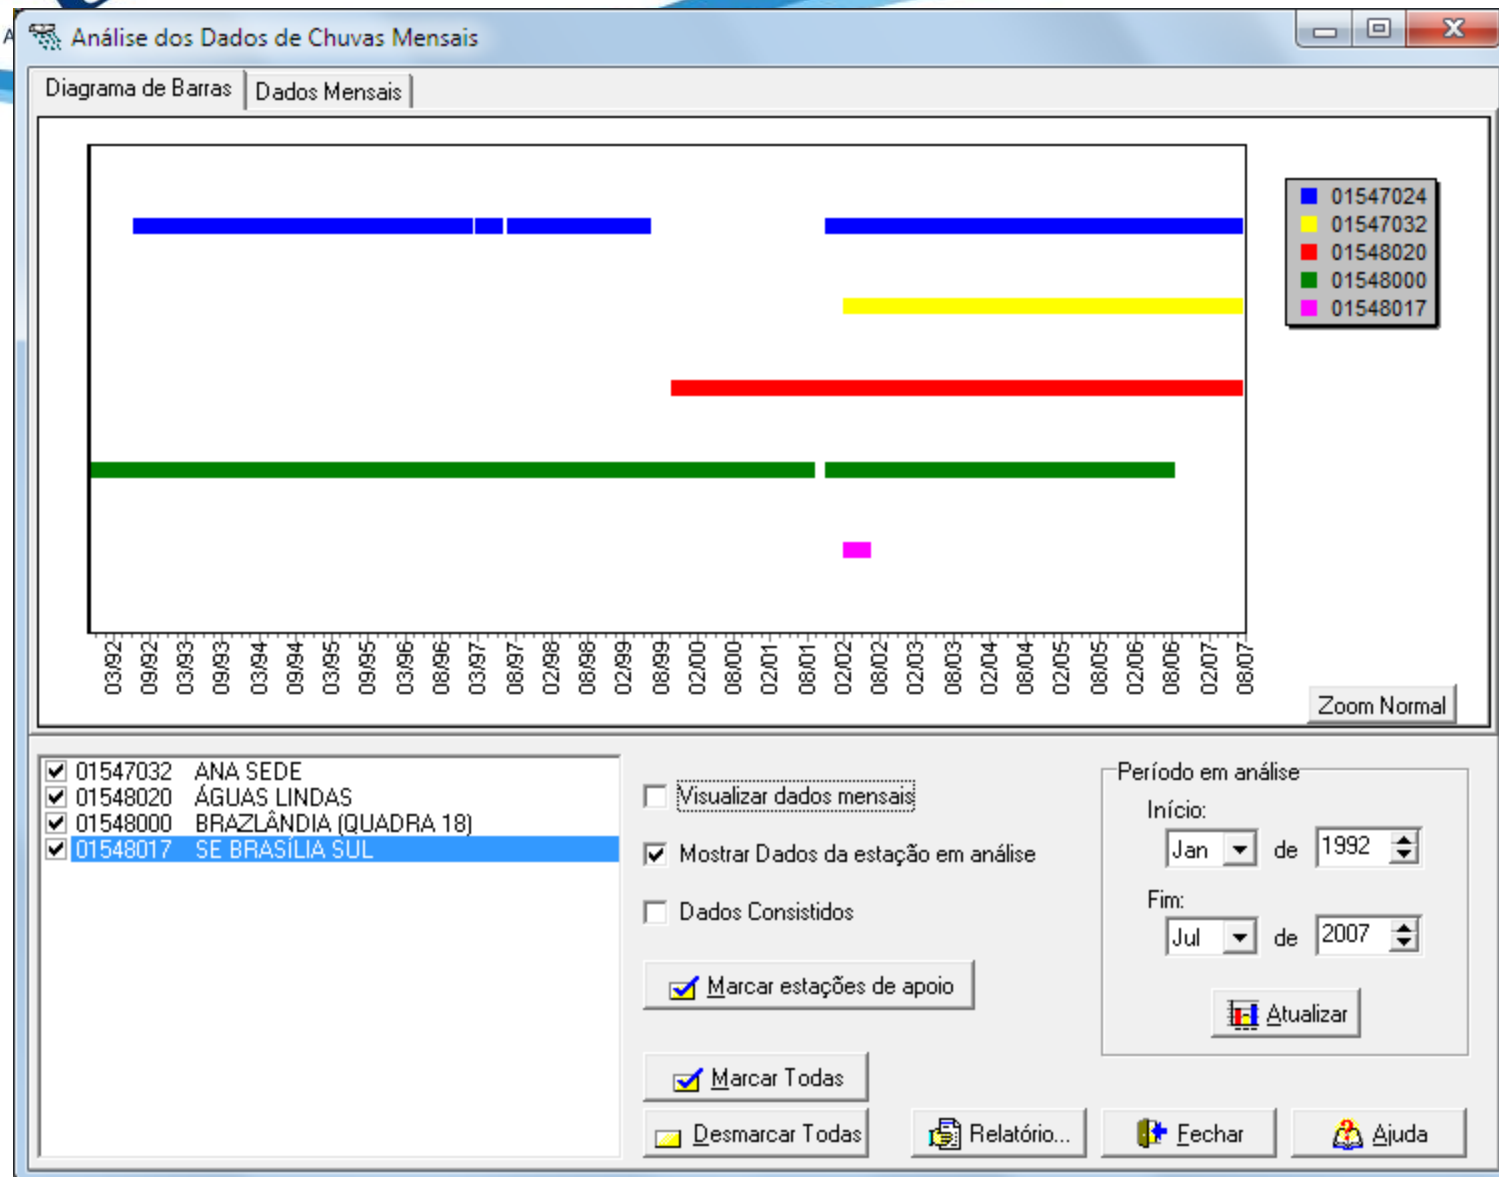 A
Análise dos Dados de Chuvas Mensais
Diagrama de Barras Dados Mensais
01547024
01547032
01548020
01548000
01548017
03/92 09/92 03/93 09/93 03/94 09/94 03/95 09/95 03/96 08/96 03/97 08/97 02/98 08/98 02/99 08/99 02/00 08/00 02/01 08/01 02/02 08/02 02/03 08/03 02/04 08/04 02/05 08/05 02/06 08/06 02/07 08/07
Zoom Normal
01547032 ANA SEDE
01548020 ÁGUAS LINDAS
01548000 BRAZLÂNDIA (QUADRA 18)
01548017 SE BRASÍLIA SUL
Visualizar dados mensais
Mostrar Dados da estação em análise
Dados Consistidos
Marcar estações de apoio
Marcar Todas
Desmarcar Todas
Período em análise
Início:
Jan de 1992
Fim:
Jul de 2007
Atualizar
Relatório...
Fechar
Ajuda